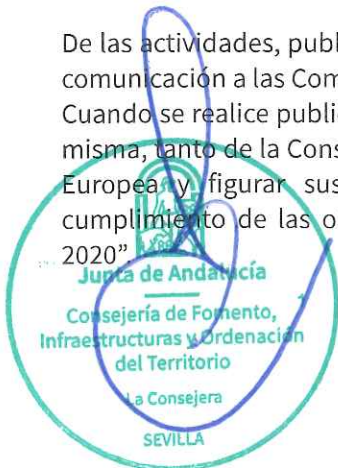 De las actividades, publ
comunicación a las Com
Cuando se realice public
misma, tanto de la Cons
Europea y figurar sus
cumplimiento de las o
2020”.
Junta de Andalucía
Consejería de Fomento,
Infraestructuras y Ordenación
del Territorio
La Consejera
SEVILLA